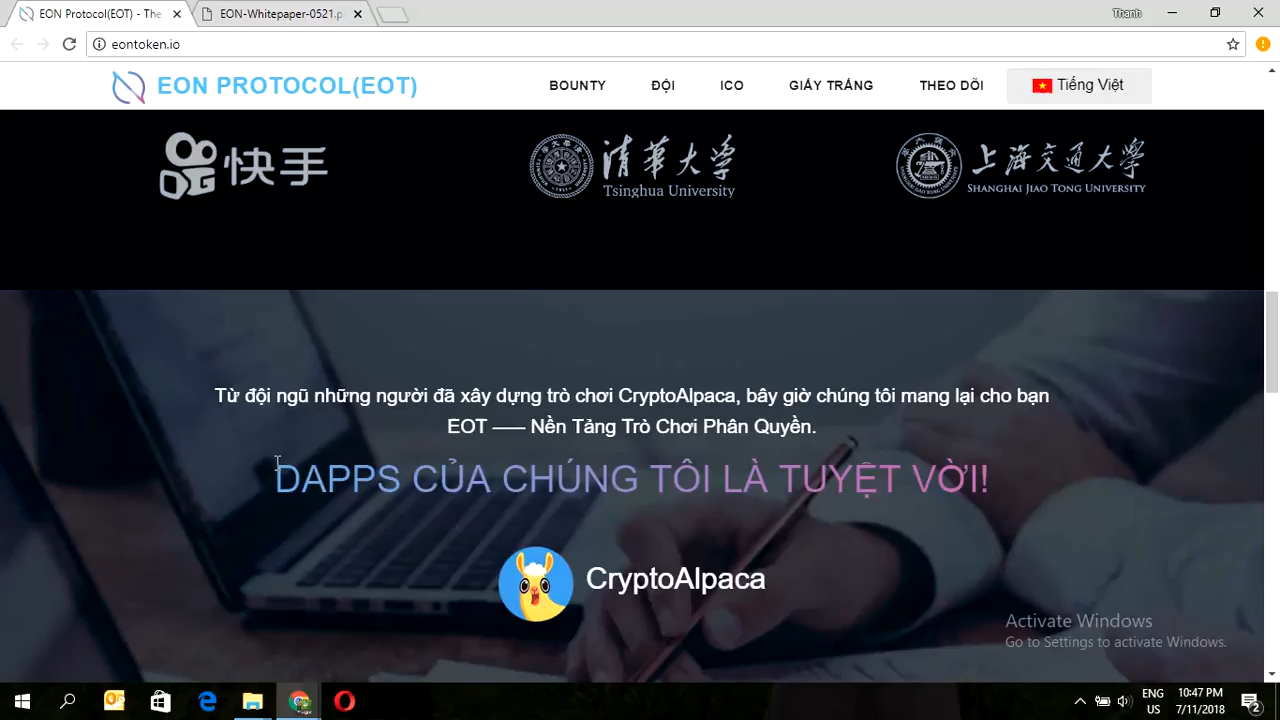 EON Protocol(EOT) - The
EON-Whitepaper-0521.p
Thanh
eontoken.io
EON PROTOCOL(EOT)
BOUNTY
ĐỘI
ICO
GIẤY TRẮNG
THEO DÕI
Tiếng Việt
快手
清華大学
Tsinghua University
上海交通大學
SHANGHAI JIAO TONG UNIVERSITY
Từ đội ngũ những người đã xây dựng trò chơi CryptoAlpaca, bây giờ chúng tôi mang lại cho bạn
EOT —— Nền Tảng Trò Chơi Phân Quyền.
DAPPS CỦA CHÚNG TÔI LÀ TUYỆT VỜI!
CryptoAlpaca
Activate Windows
Go to Settings to activate Windows.
ENG
US
10:47 PM
7/11/2018
2